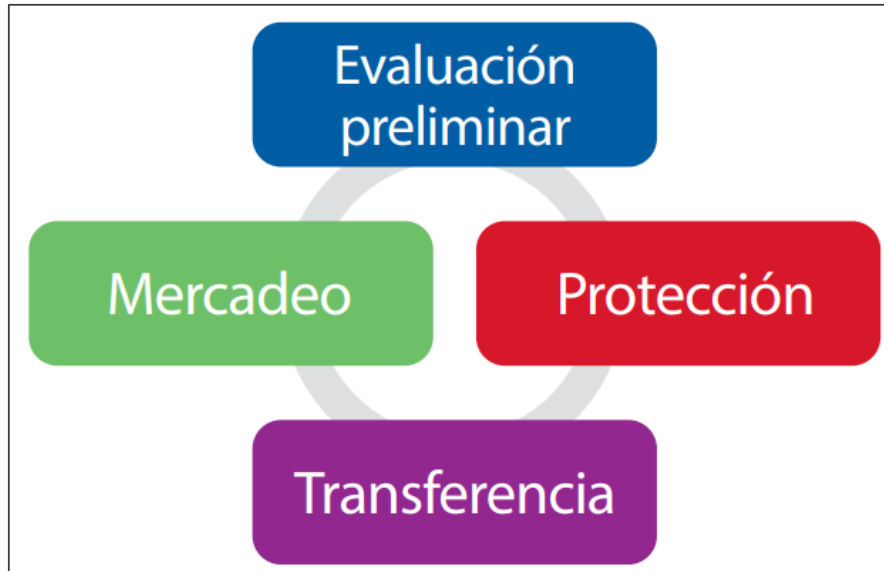 Evaluación
preliminar
Mercadeo
Protección
Transferencia